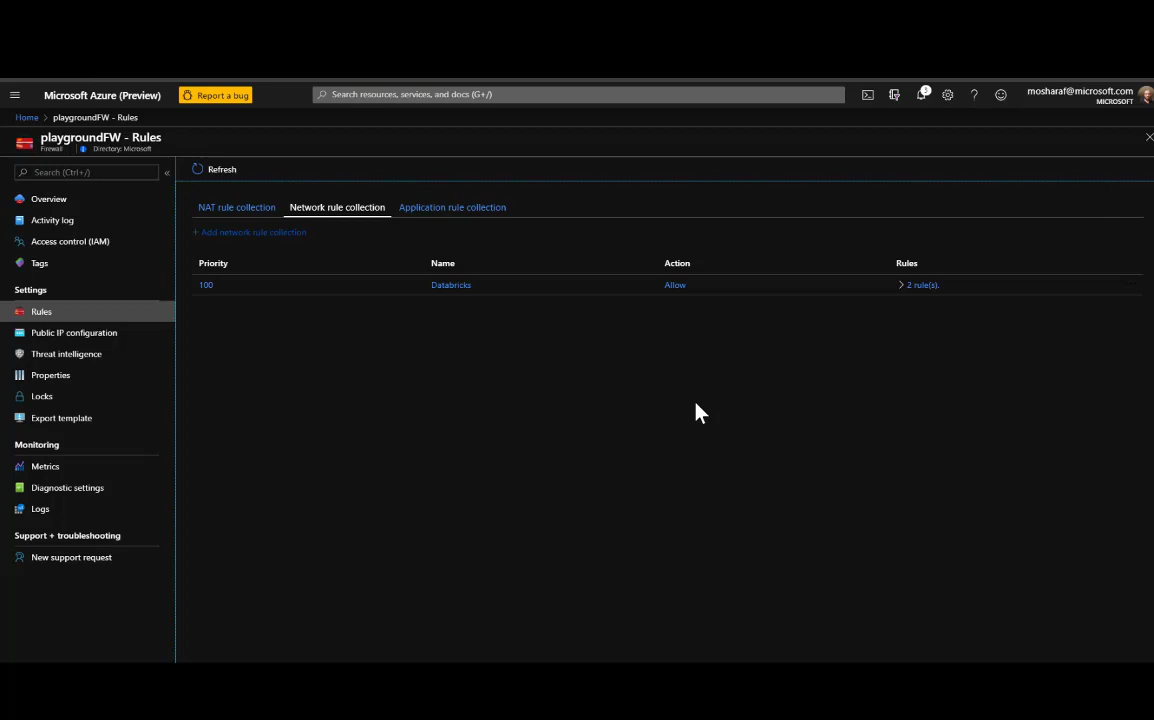 Microsoft Azure (Preview)
Report a bug
Search resources, services, and docs (G+/)
3
mosharaf@microsoft.com
MICROSOFT
Home > playgroundFW - Rules
playgroundFW - Rules
Firewall
Directory: Microsoft
Search (Ctrl+/)
«
Refresh
Overview
Activity log
Access control (IAM)
Tags
Settings
Rules
Public IP configuration
Threat intelligence
Properties
Locks
Export template
Monitoring
Metrics
Diagnostic settings
Logs
Support + troubleshooting
New support request
NAT rule collection Network rule collection Application rule collection
+ Add network rule collection
Priority Name Action Rules
100 Databricks Allow > 2 rule(s).